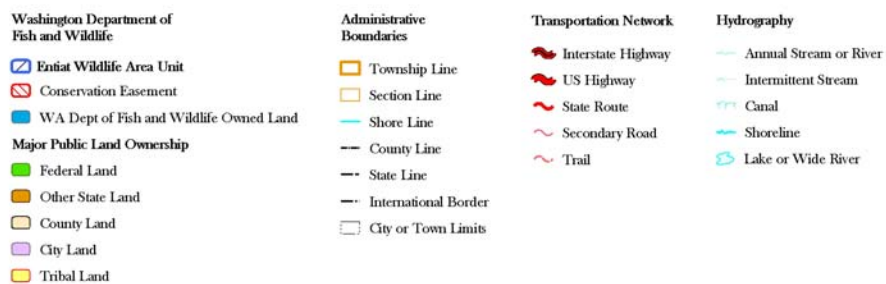 Washington Department of
Fish and Wildlife
Entiat Wildlife Area Unit
Conservation Easement
WA Dept of Fish and Wildlife Owned Land
Major Public Land Ownership
Federal Land
Other State Land
County Land
City Land
Tribal Land
Administrative
Boundaries
Township Line
Section Line
Shore Line
County Line
State Line
International Border
City or Town Limits
Transportation Network
Interstate Highway
US Highway
State Route
Secondary Road
Trail
Hydrography
Annual Stream or River
Intermittent Stream
Canal
Shoreline
Lake or Wide River